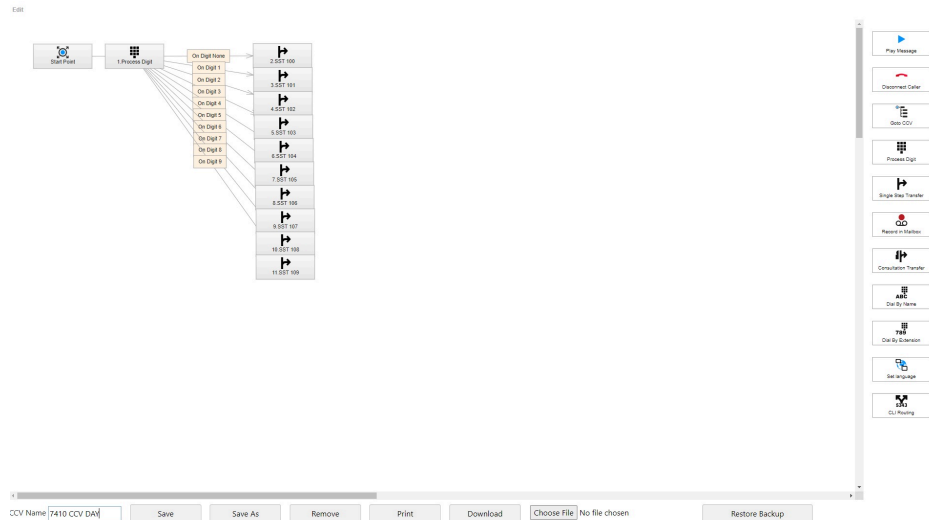 Edit
Start Point
1.Process Digit
On Digit None
On Digit 1
On Digit 2
On Digit 3
On Digit 4
On Digit 5
On Digit 6
On Digit 7
On Digit 8
On Digit 9
2.SST 100
3.SST 101
4.SST 102
5.SST 103
6.SST 104
7.SST 105
8.SST 106
9.SST 107
10.SST 108
11.SST 109
Play Message
Disconnect Caller
Goto CCV
Process Digit
Single Step Transfer
Record in Mailbox
Consultation Transfer
ABC
Dial By Name
789
Dial By Extension
Set language
5343
CLI Routing
CCV Name 7410 CCV DAY Save Save As Remove Print Download Choose File No file chosen Restore Backup